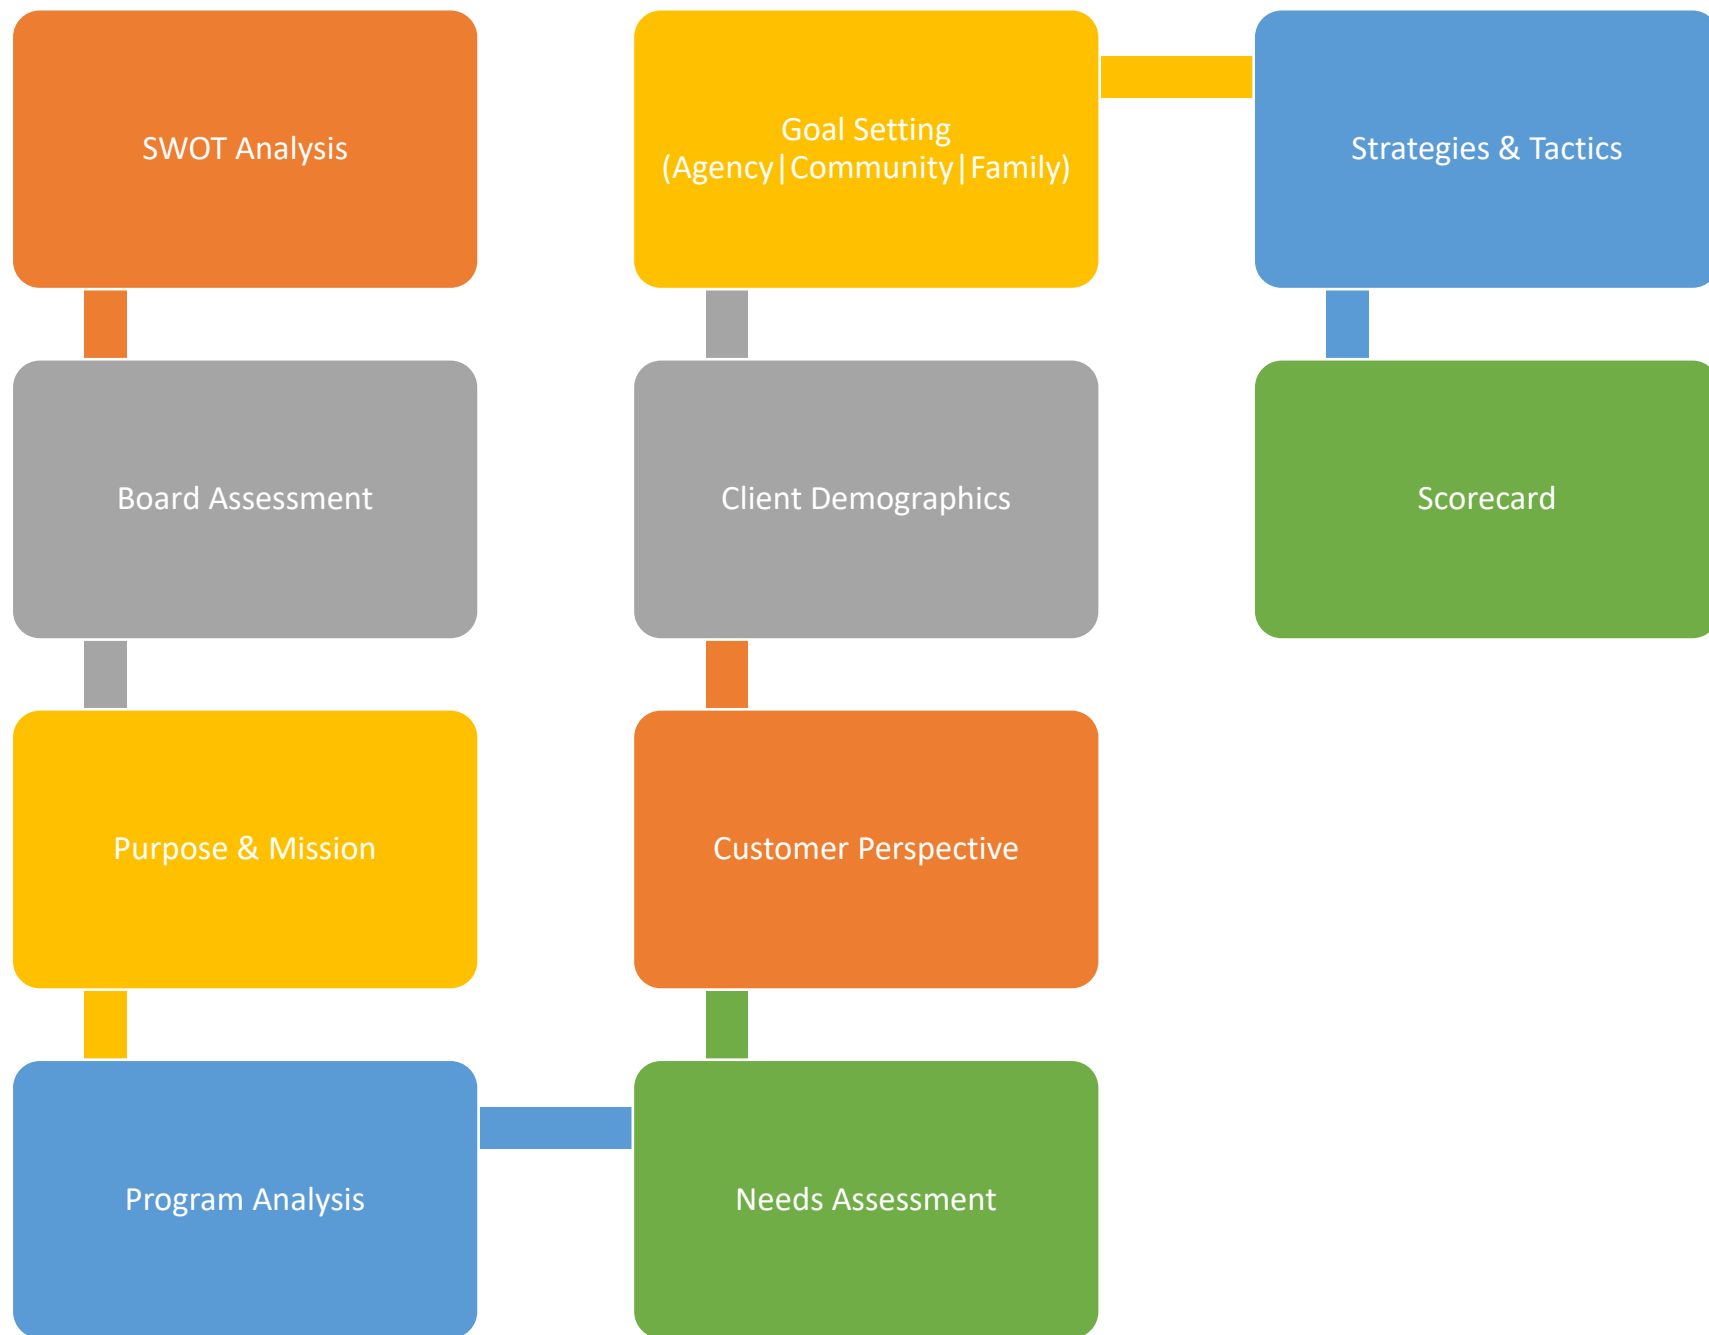 SWOT Analysis
Board Assessment
Purpose & Mission
Program Analysis
Needs Assessment
Customer Perspective
Client Demographics
Goal Setting
(Agency|Community|Family)
Strategies & Tactics
Scorecard